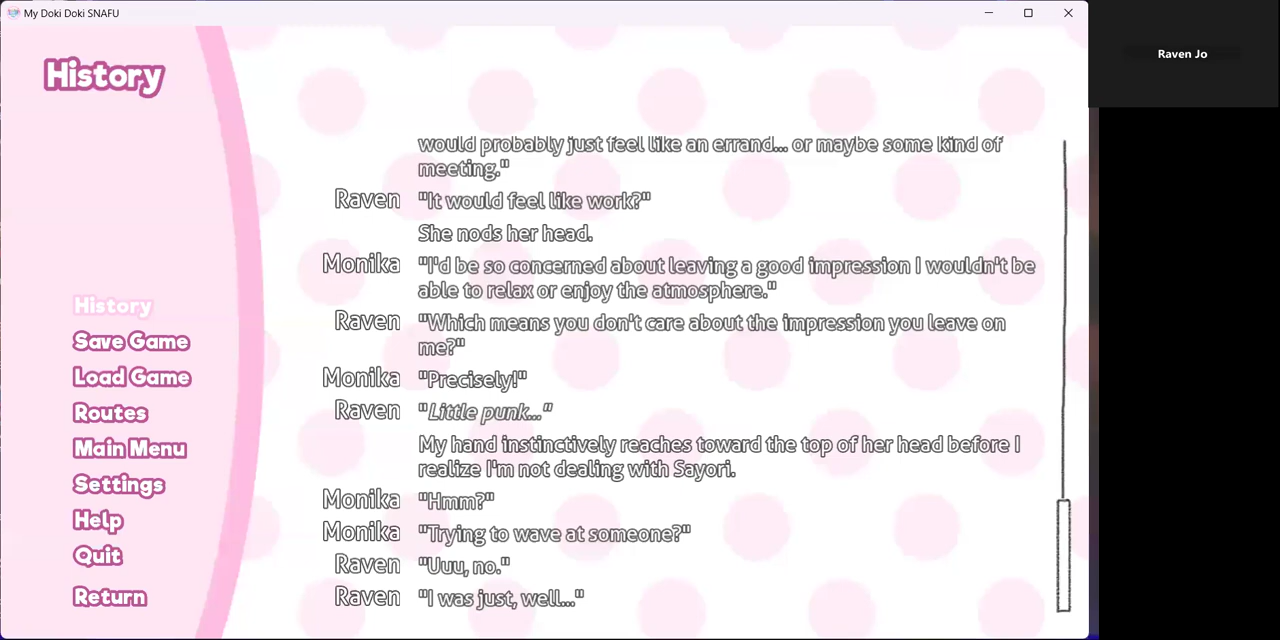 My Doki Doki SNAFU
Raven Jo
History
would probably just feel like an errand... or maybe some kind of
meeting."
Raven "It would feel like work?"
She nods her head.
Monika "I'd be so concerned about leaving a good impression I wouldn't be
able to relax or enjoy the atmosphere."
Raven "Which means you don't care about the impression you leave on
me?"
Monika "Precisely!"
Raven "Little punk..."
My hand instinctively reaches toward the top of her head before I
realize I'm not dealing with Sayori.
Monika "Hmm?"
Monika "Trying to wave at someone?"
Raven "Uuu, no."
Raven "I was just, well..."
History
Save Game
Load Game
Routes
Main Menu
Settings
Help
Quit
Return